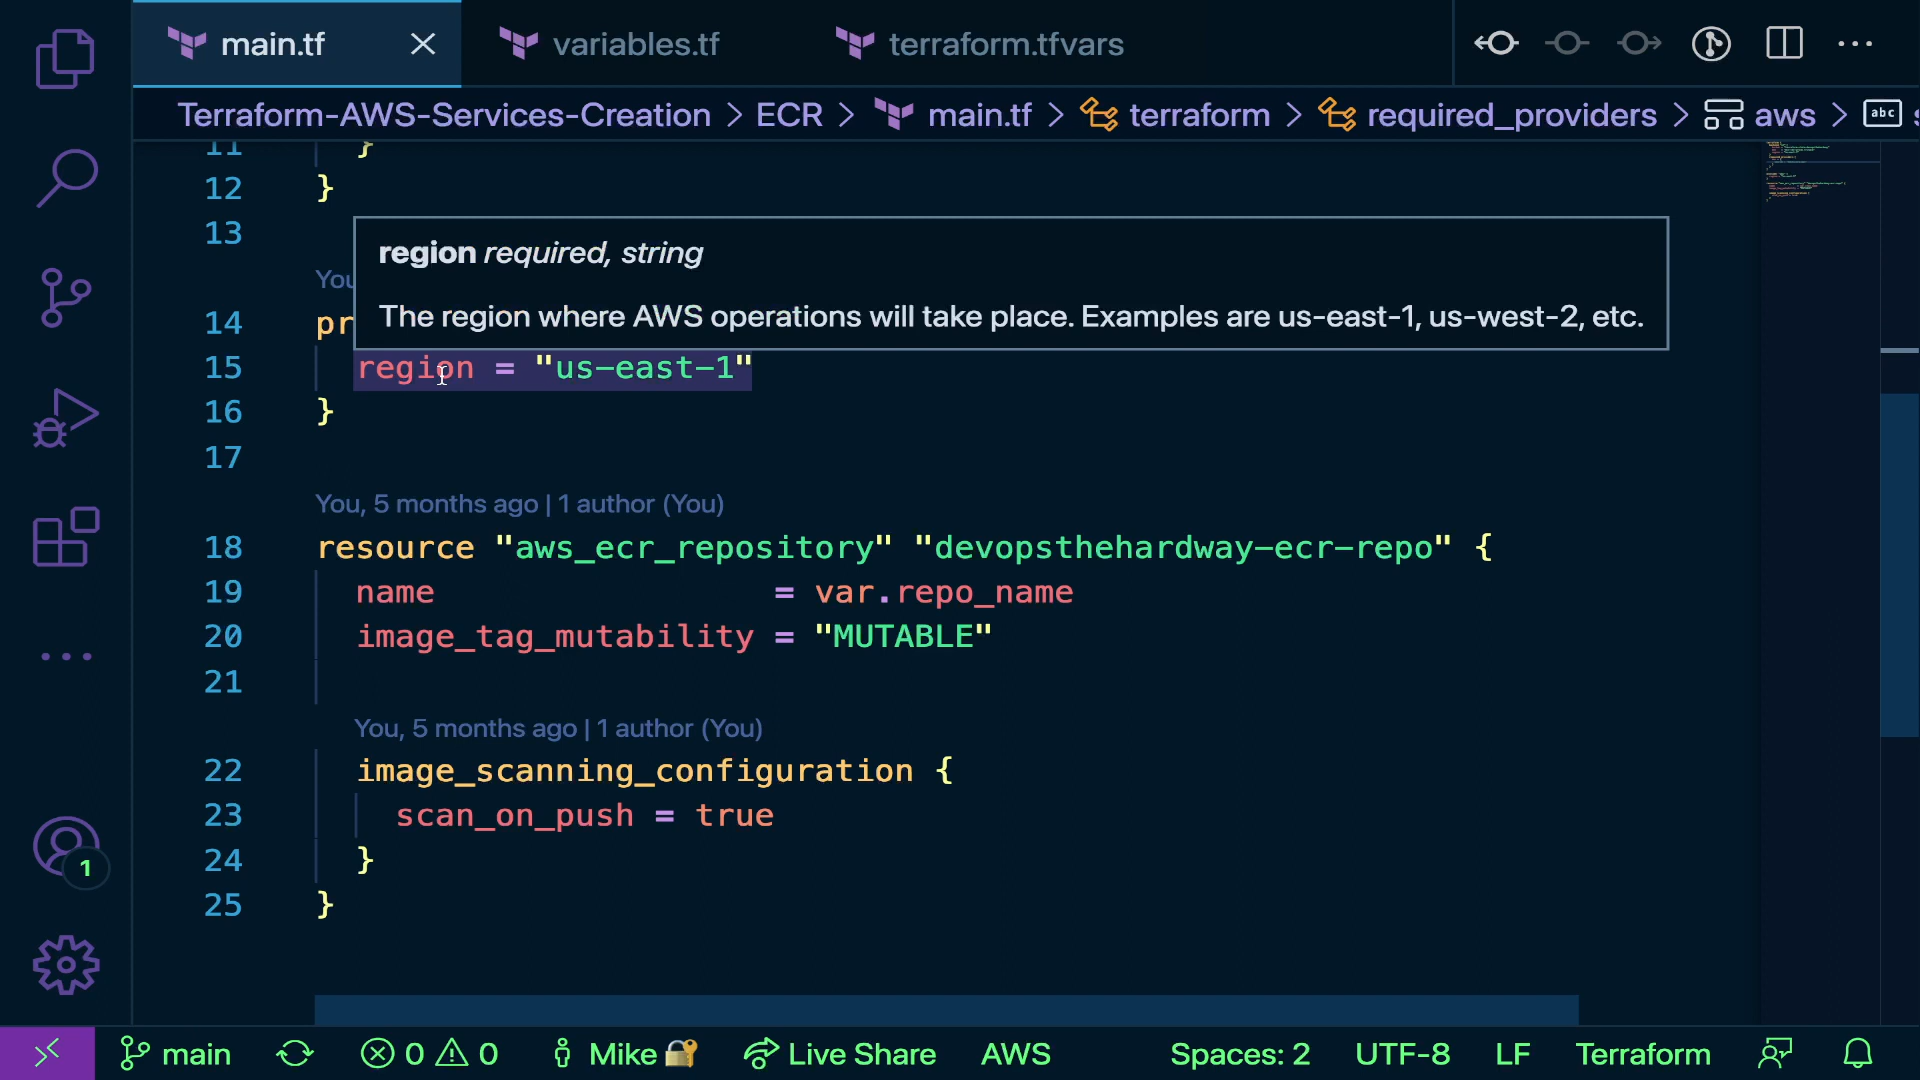 main.tf
variables.tf
terraform.tfvars
Terraform-AWS-Services-Creation > ECR > main.tf > terraform > required_providers > aws > abc
11 }
12 }
13
region required, string
The region where AWS operations will take place. Examples are us-east-1, us-west-2, etc.
You
14 pr
15 region = "us-east-1"
16 }
17
You, 5 months ago | 1 author (You)
18 resource "aws_ecr_repository" "devopsthehardway-ecr-repo" {
19 name = var.repo_name
20 image_tag_mutability = "MUTABLE"
21
You, 5 months ago | 1 author (You)
22 image_scanning_configuration {
23 scan_on_push = true
24 }
25 }
1
main 0 0 Mike Live Share AWS Spaces: 2 UTF-8 LF Terraform